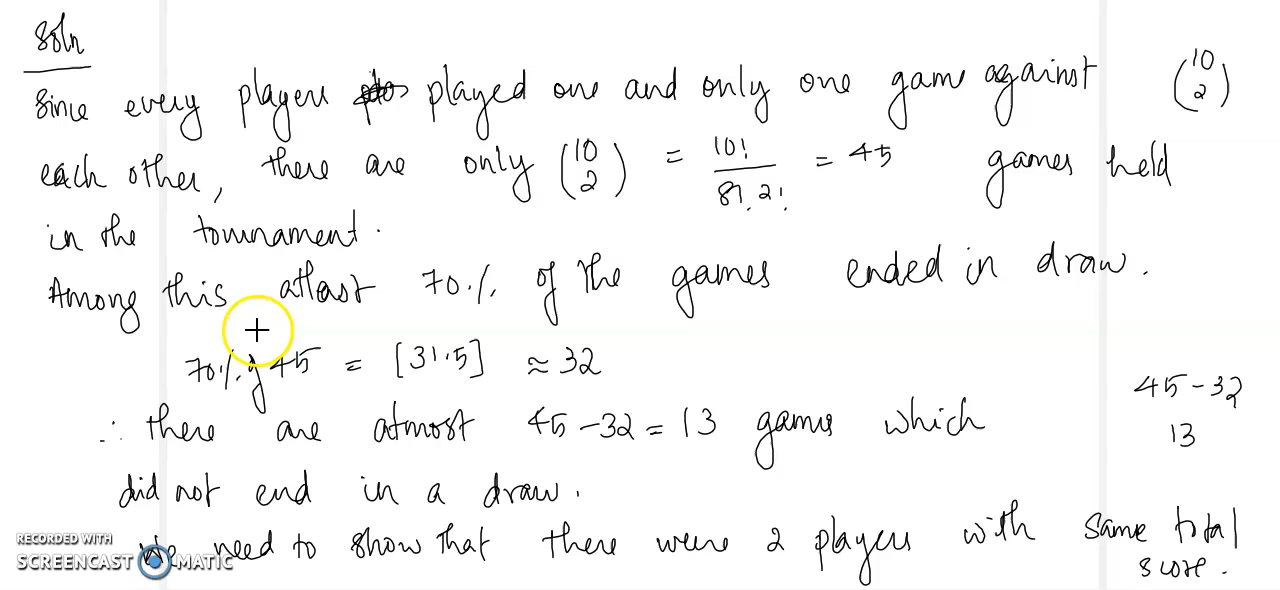 Soln
Since every player played one and only one game against
each other, there are only (10 2) = 10! / 8! 2! = 45 games held
in the tournament.
Among this atleast 70% of the games ended in draw.
70% of 45 = [31.5] ≈ 32
∴ there are atmost 45-32 = 13 games which
did not end in a draw.
We need to show that there were 2 players with same total
score.
(10 2)
45-32
13
RECORDED WITH
SCREENCAST MATIC